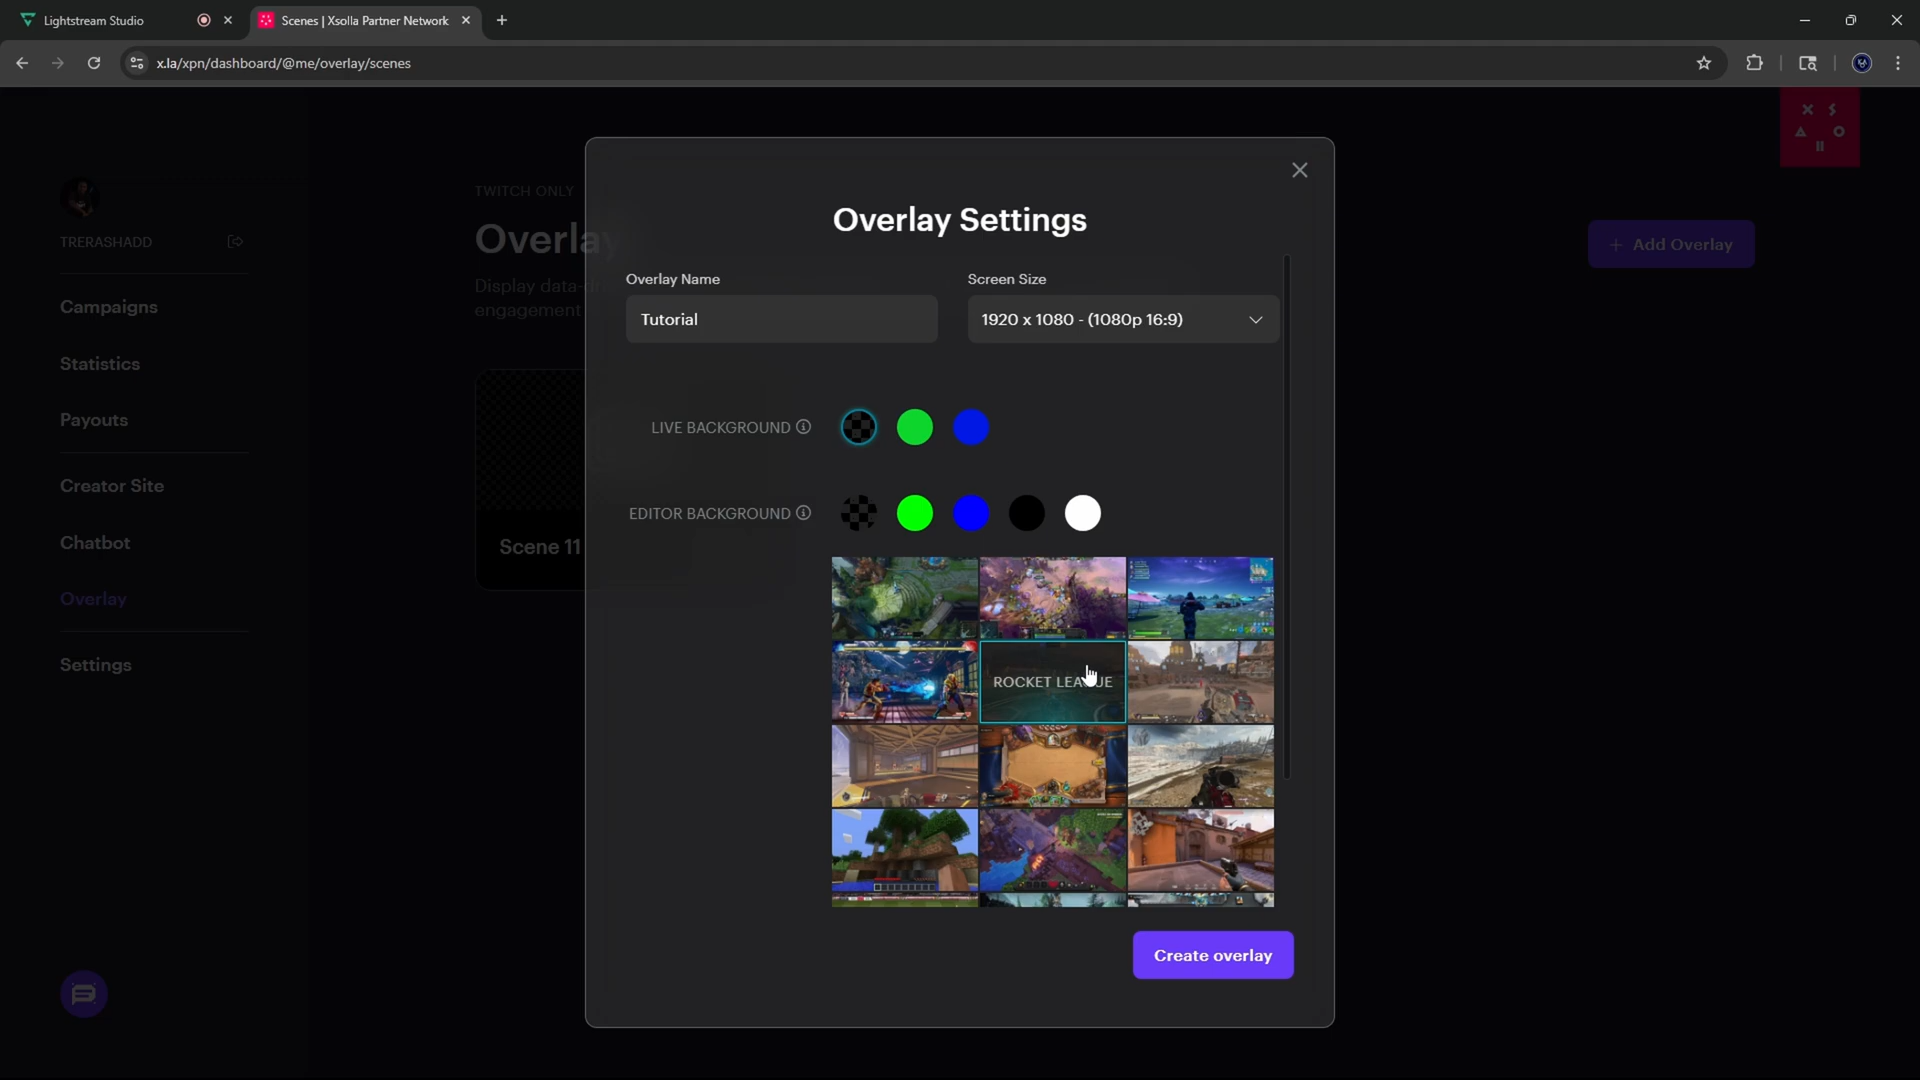 Lightstream Studio
Scenes | Xsolla Partner Network
x.la/xpn/dashboard/@me/overlay/scenes
TRERASHADD
Campaigns
Statistics
Payouts
Creator Site
Chatbot
Overlay
Settings
TWITCH ONLY
Overlay
Display data-dr
engagement
Scene 11
+ Add Overlay
Overlay Settings
Overlay Name
Screen Size
Tutorial
1920 x 1080 - (1080p 16:9)
LIVE BACKGROUND
EDITOR BACKGROUND
ROCKET LEAGUE
Create overlay